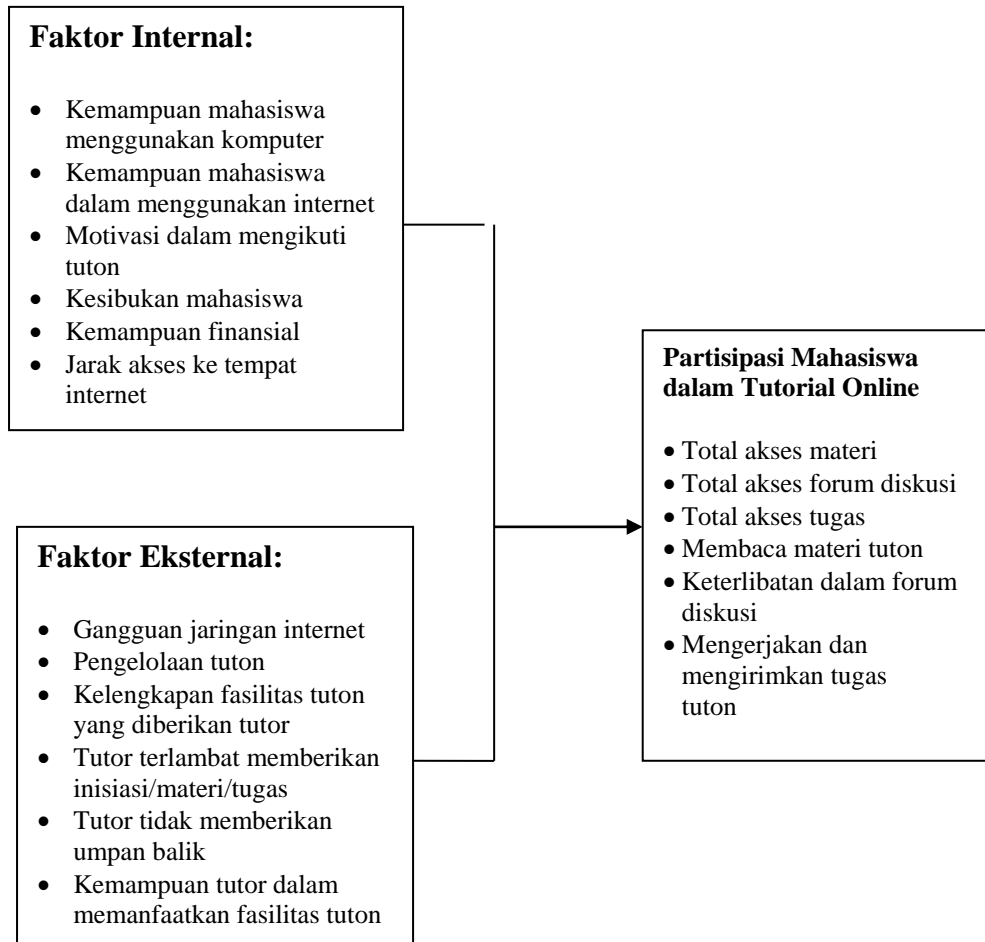 Faktor Internal:
• Kemampuan mahasiswa
menggunakan komputer
• Kemampuan mahasiswa
dalam menggunakan internet
• Motivasi dalam mengikuti
tuton
• Kesibukan mahasiswa
• Kemampuan finansial
• Jarak akses ke tempat
internet
Faktor Eksternal:
• Gangguan jaringan internet
• Pengelolaan tuton
• Kelengkapan fasilitas tuton
yang diberikan tutor
• Tutor terlambat memberikan
inisiasi/materi/tugas
• Tutor tidak memberikan
umpan balik
• Kemampuan tutor dalam
memanfaatkan fasilitas tuton
Partisipasi Mahasiswa
dalam Tutorial Online
• Total akses materi
• Total akses forum diskusi
• Total akses tugas
• Membaca materi tuton
• Keterlibatan dalam forum
diskusi
• Mengerjakan dan
mengirimkan tugas
tuton